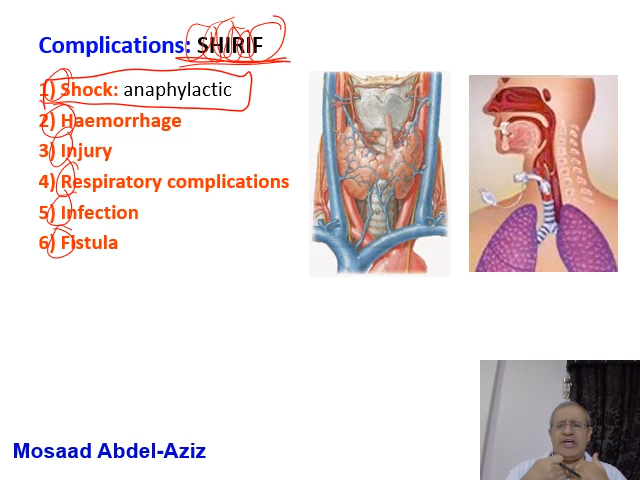 Complications: SHIRIF
1) Shock: anaphylactic
2) Haemorrhage
3) Injury
4) Respiratory complications
5) Infection
6) Fistula
Mosaad Abdel-Aziz